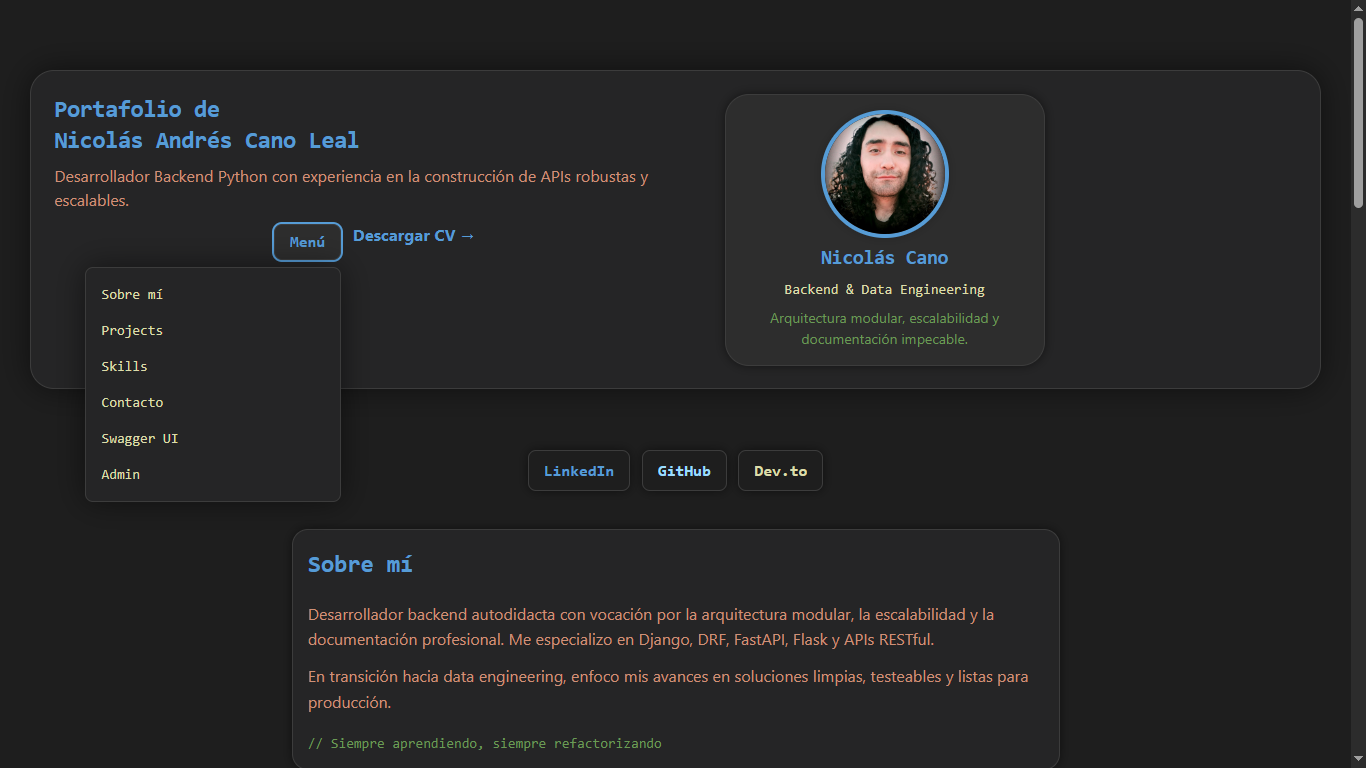 Portafolio de
Nicolás Andrés Cano Leal
Desarrollador Backend Python con experiencia en la construcción de APIs robustas y
escalables.
Menú
Descargar CV →
Sobre mí
Projects
Skills
Contacto
Swagger UI
Admin
Nicolás Cano
Backend & Data Engineering
Arquitectura modular, escalabilidad y
documentación impecable.
LinkedIn
GitHub
Dev.to
Sobre mí
Desarrollador backend autodidacta con vocación por la arquitectura modular, la escalabilidad y la
documentación profesional. Me especializo en Django, DRF, FastAPI, Flask y APIs RESTful.
En transición hacia data engineering, enfoco mis avances en soluciones limpias, testeables y listas para
producción.
// Siempre aprendiendo, siempre refactorizando